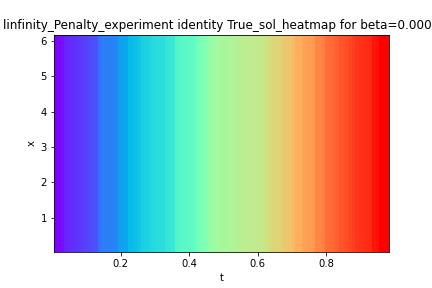 linfinity_Penalty_experiment identity True_sol_heatmap for beta=0.000
6
5
4
3
2
1
x
0.2 0.4 0.6 0.8
t